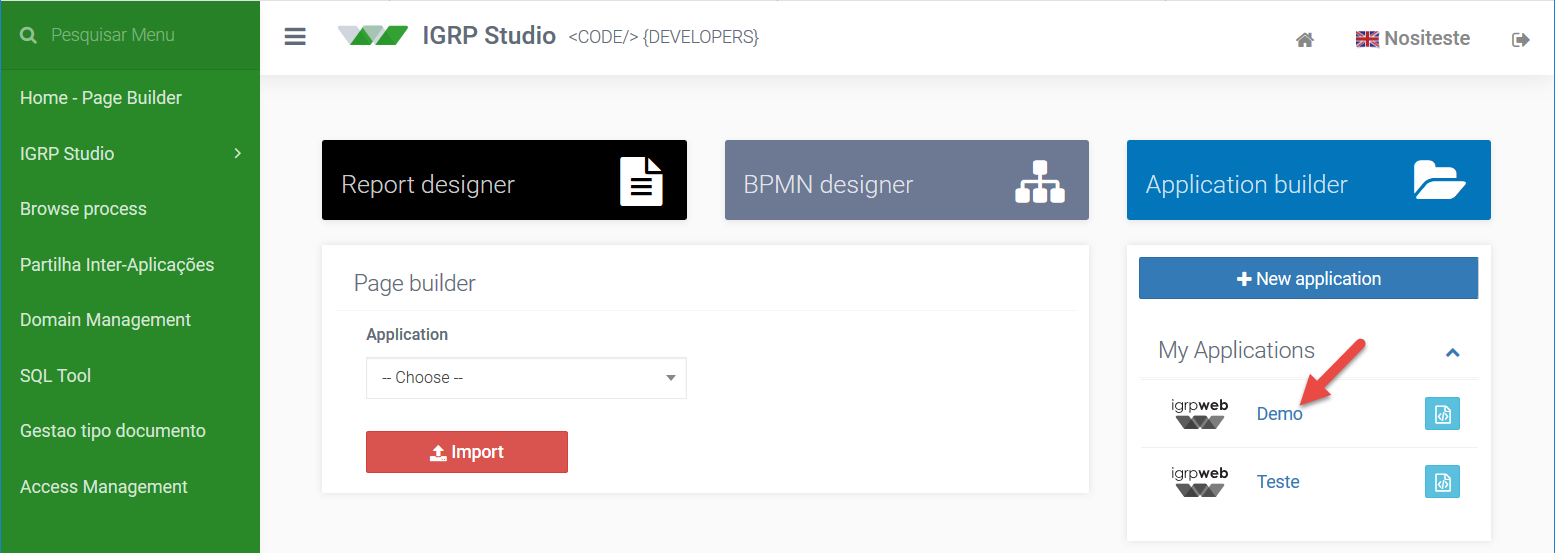 Pesquisar Menu
IGRP Studio <CODE/> {DEVELOPERS}
Nositeste
Home - Page Builder
IGRP Studio
Browse process
Partilha Inter-Aplicações
Domain Management
SQL Tool
Gestao tipo documento
Access Management
Report designer
BPMN designer
Application builder
Page builder
Application
-- Choose --
Import
New application
My Applications
igrpweb
Demo
igrpweb
Teste